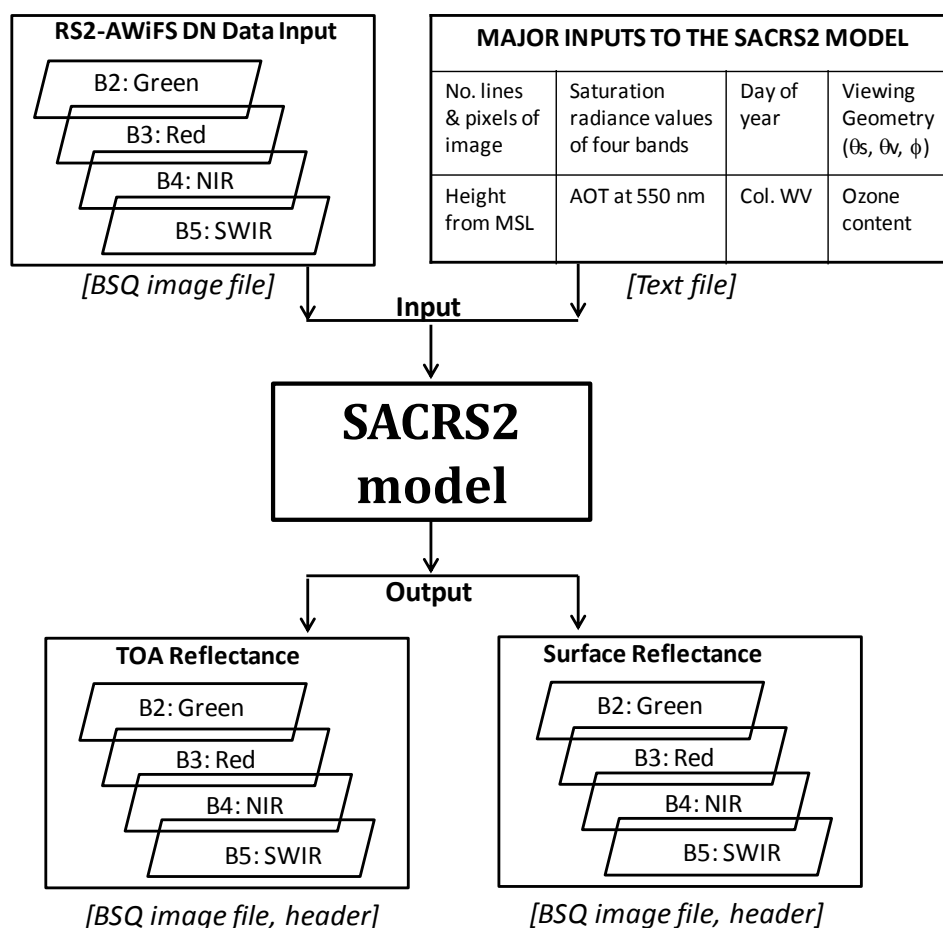 RS2-AWiFS DN Data Input
B2: Green
B3: Red
B4: NIR
B5: SWIR
[BSQ image file]
MAJOR INPUTS TO THE SACRS2 MODEL
No. lines
& pixels of
image
Saturation
radiance values
of four bands
Day of
year
Viewing
Geometry
(θs, θv, ϕ)
Height
from MSL
AOT at 550 nm
Col. WV
Ozone
content
[Text file]
Input
SACRS2
model
Output
TOA Reflectance
B2: Green
B3: Red
B4: NIR
B5: SWIR
[BSQ image file, header]
Surface Reflectance
B2: Green
B3: Red
B4: NIR
B5: SWIR
[BSQ image file, header]